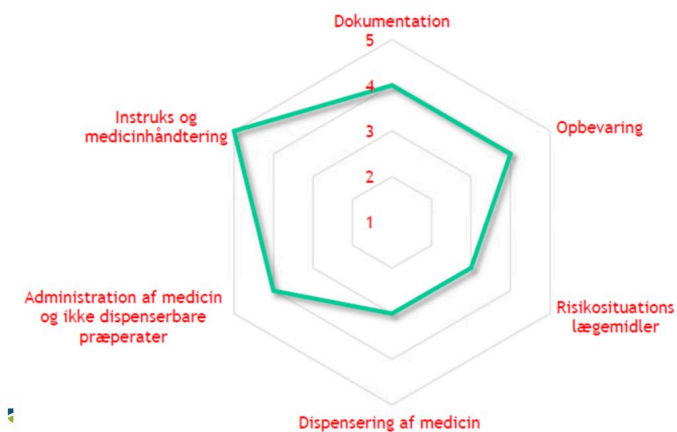 Dokumentation
5
4
3
2
1
Opbevaring
Risikosituations
lægemidler
Dispensering af medicin
Administration af medicin
og ikke dispenserbare
præperater
Instruks og
medicinhåndtering